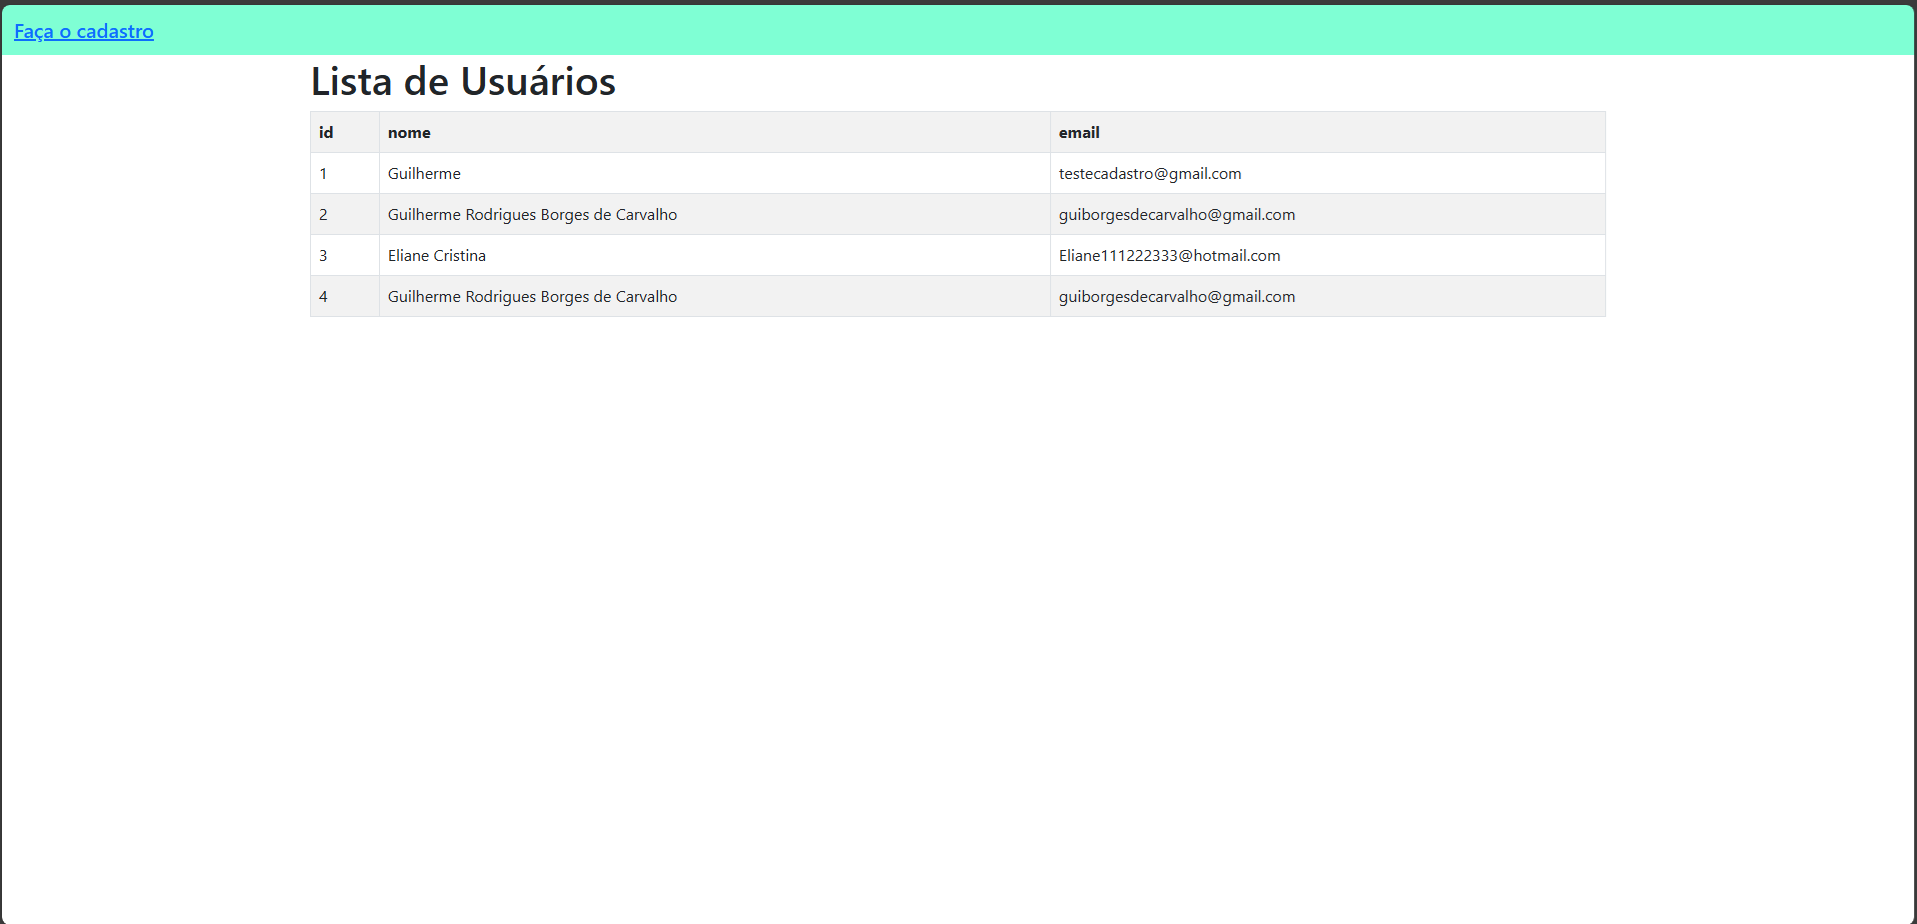 Faça o cadastro
Lista de Usuários
id nome email
1 Guilherme testecadastro@gmail.com
2 Guilherme Rodrigues Borges de Carvalho guiborgesdecarvalho@gmail.com
3 Eliane Cristina Eliane111222333@hotmail.com
4 Guilherme Rodrigues Borges de Carvalho guiborgesdecarvalho@gmail.com